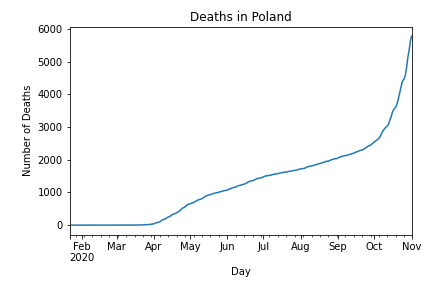 Deaths in Poland
6000
5000
4000
3000
2000
1000
0
Number of Deaths
Feb Mar Apr May Jun Jul Aug Sep Oct Nov
2020
Day